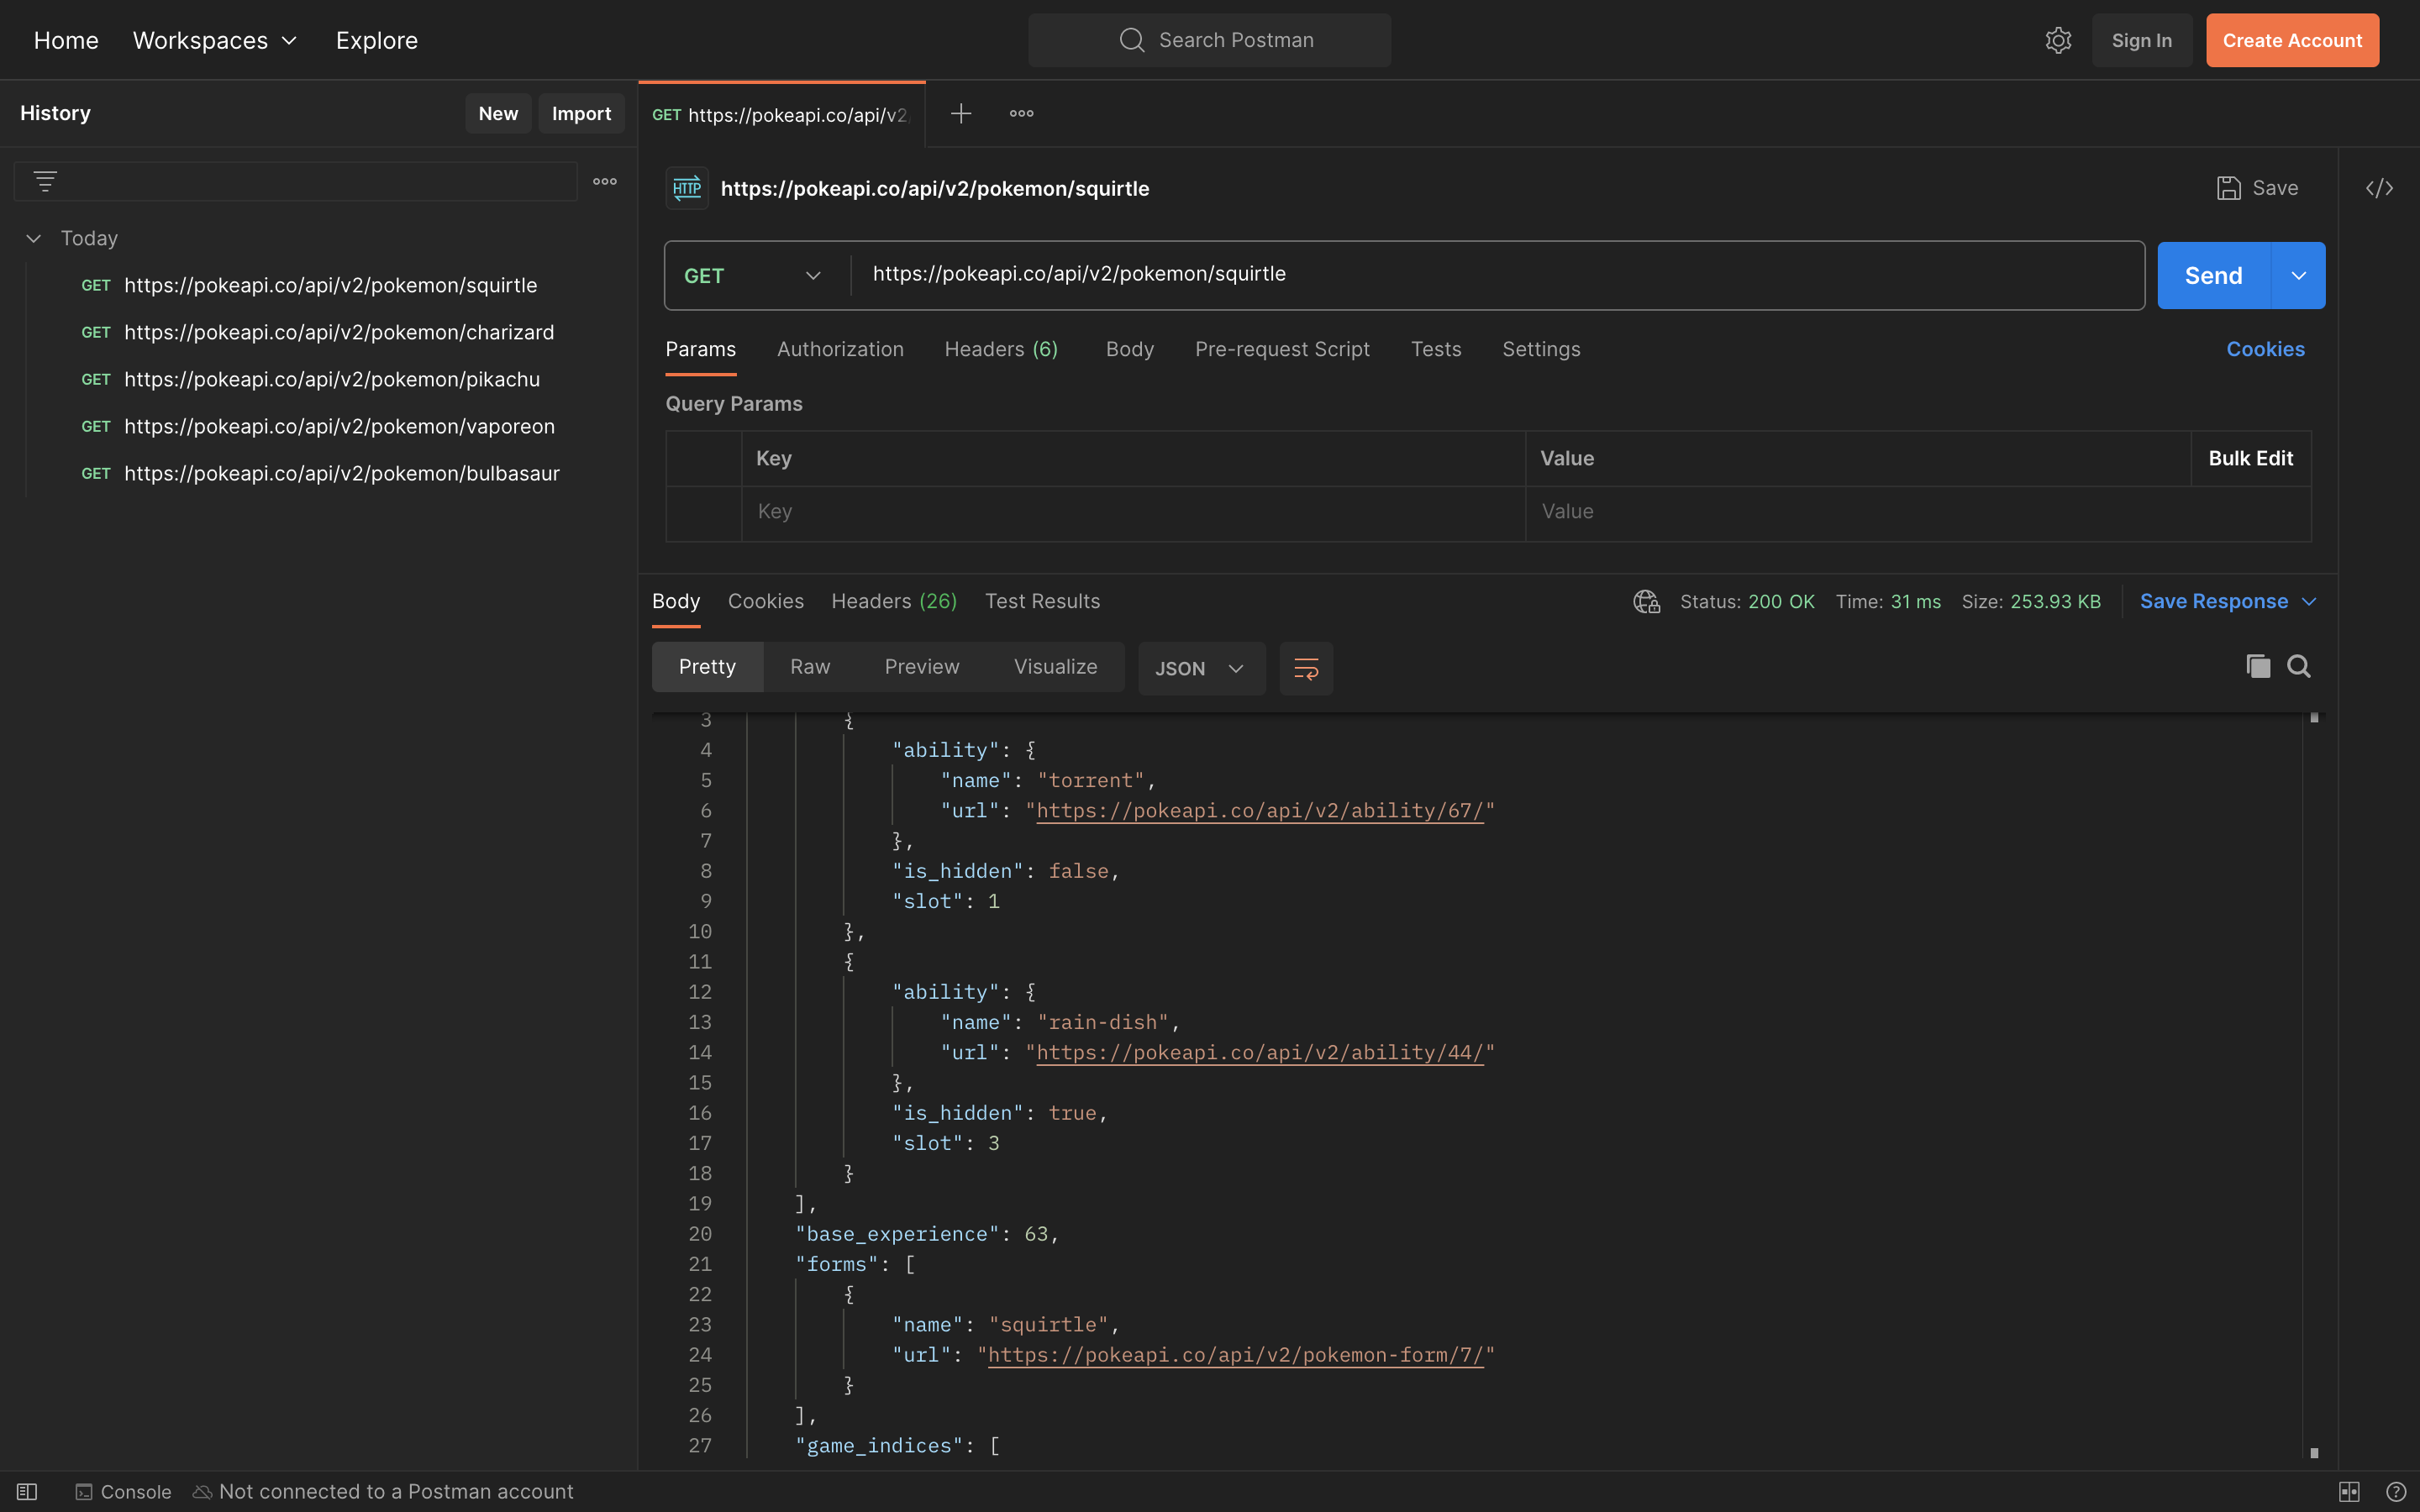 Home Workspaces Explore
Search Postman
Sign In Create Account
History New Import
Today
GET https://pokeapi.co/api/v2/pokemon/squirtle
GET https://pokeapi.co/api/v2/pokemon/charizard
GET https://pokeapi.co/api/v2/pokemon/pikachu
GET https://pokeapi.co/api/v2/pokemon/vaporeon
GET https://pokeapi.co/api/v2/pokemon/bulbasaur
GET https://pokeapi.co/api/v2
HTTP https://pokeapi.co/api/v2/pokemon/squirtle
Save </>
GET https://pokeapi.co/api/v2/pokemon/squirtle
Send
Params Authorization Headers (6) Body Pre-request Script Tests Settings Cookies
Query Params
Key Value Bulk Edit
Key Value
Body Cookies Headers (26) Test Results Status: 200 OK Time: 31 ms Size: 253.93 KB Save Response
Pretty Raw Preview Visualize JSON
3 {
4 "ability": {
5 "name": "torrent",
6 "url": "https://pokeapi.co/api/v2/ability/67/"
7 },
8 "is_hidden": false,
9 "slot": 1
10 },
11 {
12 "ability": {
13 "name": "rain-dish",
14 "url": "https://pokeapi.co/api/v2/ability/44/"
15 },
16 "is_hidden": true,
17 "slot": 3
18 }
19 ],
20 "base_experience": 63,
21 "forms": [
22 {
23 "name": "squirtle",
24 "url": "https://pokeapi.co/api/v2/pokemon-form/7/"
25 }
26 ],
27 "game_indices": [
Console Not connected to a Postman account